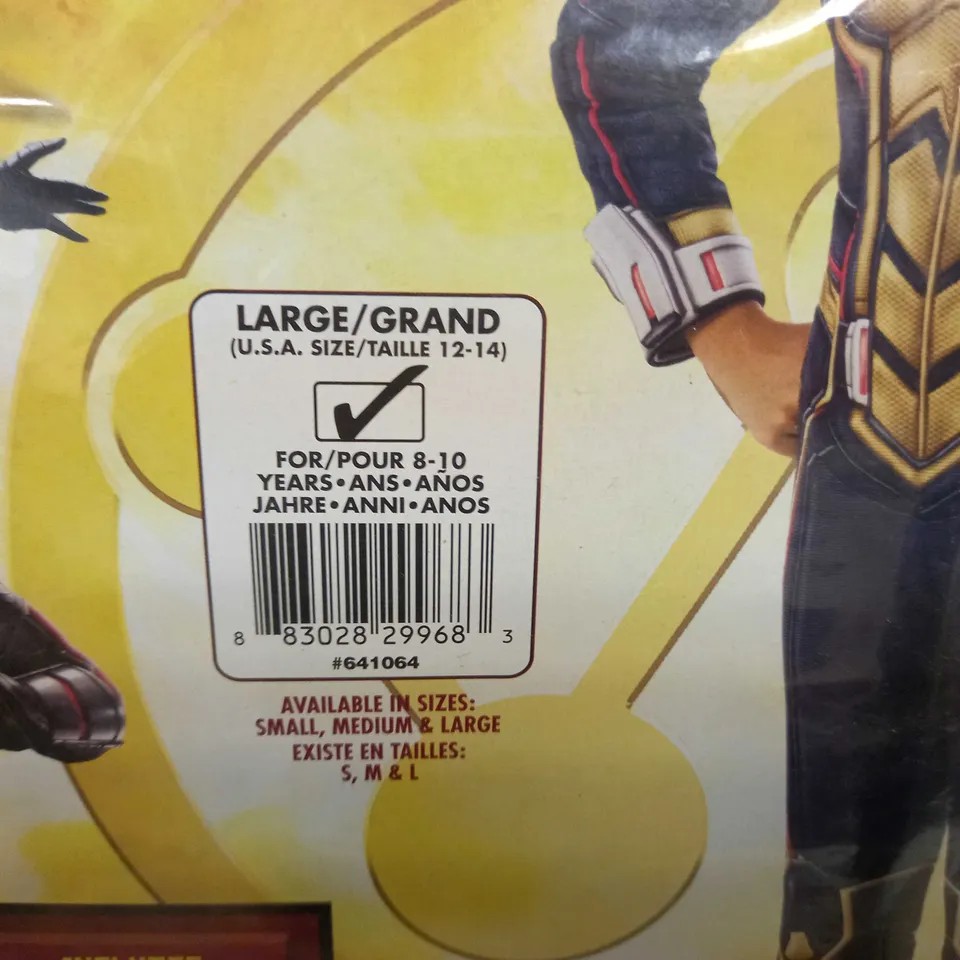 LARGE/GRAND
(U.S.A. SIZE/TAILLE 12-14)
FOR/POUR 8-10
YEARS•ANS•AÑOS
JAHRE•ANNI•ANOS
8 83028 29968 3
#641064
AVAILABLE IN SIZES:
SMALL, MEDIUM & LARGE
EXISTE EN TAILLES:
S, M & L